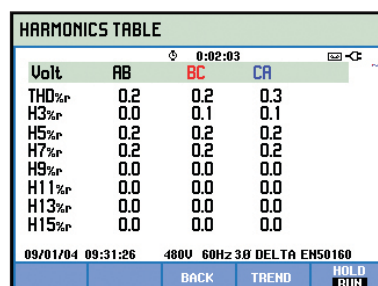 HARMONICS TABLE
0:02:03
Volt AB BC CA
THD%r 0.2 0.2 0.3
H3%r 0.0 0.1 0.1
H5%r 0.2 0.2 0.2
H7%r 0.2 0.2 0.2
H9%r 0.0 0.0 0.0
H11%r 0.0 0.0 0.0
H13%r 0.0 0.0 0.0
H15%r 0.0 0.0 0.0
09/01/04 09:31:26 480V 60Hz 3Ø DELTA EN50160
BACK TREND HOLD
RUN